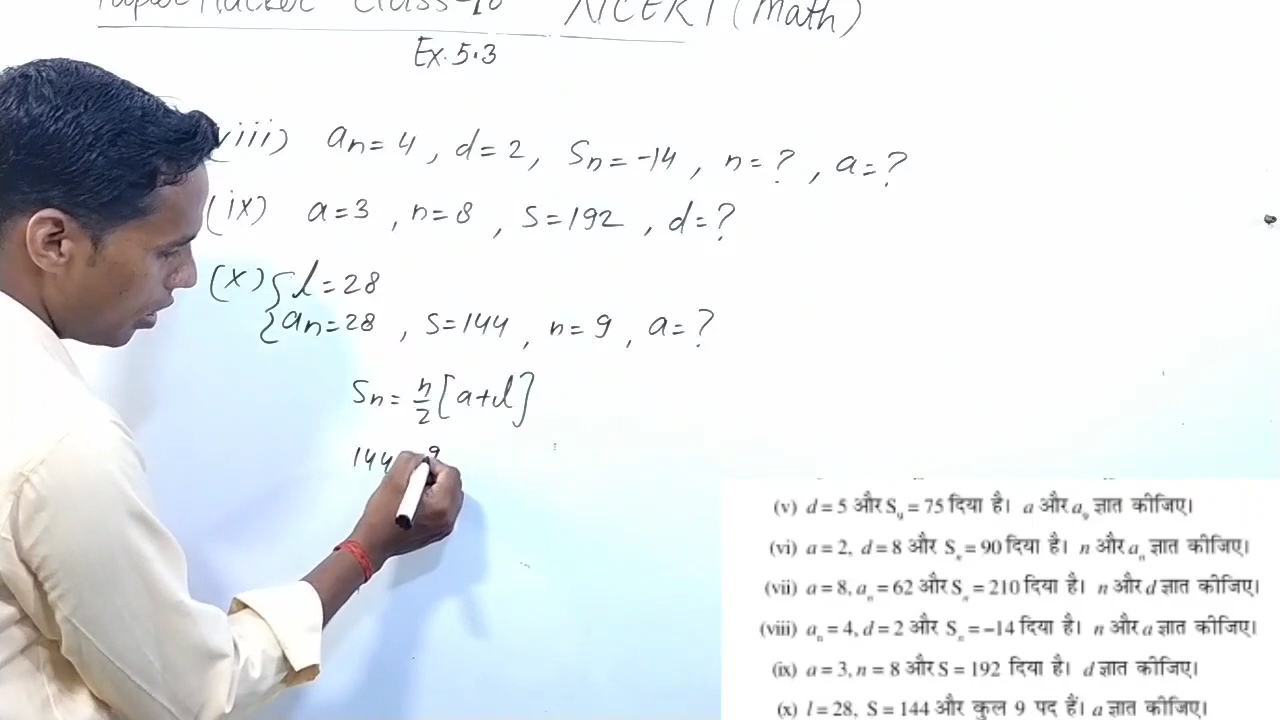 Class-10 NCERT (Math)
Ex. 5.3
viii) an = 4 , d = 2 , Sn = -14 , n = ? , a = ?
(ix) a = 3 , n = 8 , S = 192 , d = ?
(x) { l = 28
{ an = 28 , S = 144 , n = 9 , a = ?
Sn = n/2 [a+l]
144 9
(v) d = 5 और S₉ = 75 दिया है। a और a₉ ज्ञात कीजिए।
(vi) a = 2, d = 8 और Sₙ = 90 दिया है। n और aₙ ज्ञात कीजिए।
(vii) a = 8, aₙ = 62 और Sₙ = 210 दिया है। n और d ज्ञात कीजिए।
(viii) aₙ = 4, d = 2 और Sₙ = –14 दिया है। n और a ज्ञात कीजिए।
(ix) a = 3, n = 8 और S = 192 दिया है। d ज्ञात कीजिए।
(x) l = 28, S = 144 और कुल 9 पद हैं। a ज्ञात कीजिए।